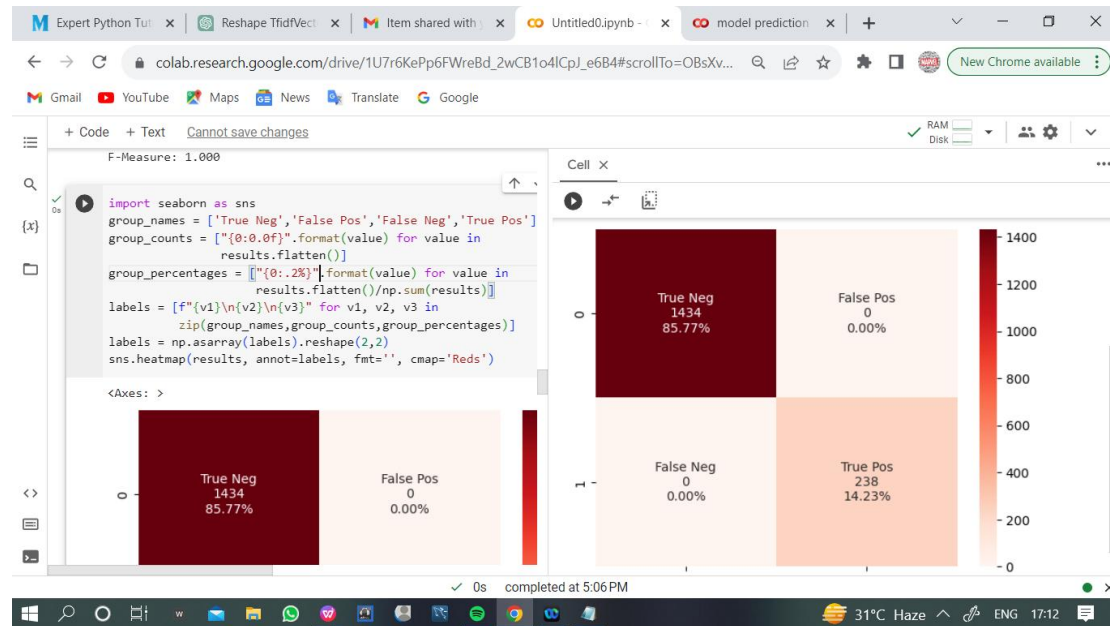 Expert Python Tut
Reshape TfidfVect
Item shared with y
Untitled0.ipynb -
model prediction
colab.research.google.com/drive/1U7r6KePp6FWreBd_2wCB1o4lCpJ_e6B4#scrollTo=OBsXv...
New Chrome available
Gmail
YouTube
Maps
News
Translate
Google
+ Code + Text Cannot save changes
RAM
Disk
F-Measure: 1.000
{x}
0s
import seaborn as sns
group_names = ['True Neg','False Pos','False Neg','True Pos']
group_counts = ["{0:0.0f}".format(value) for value in
results.flatten()]
group_percentages = ["{0:.2%}".format(value) for value in
results.flatten()/np.sum(results)]
labels = [f"{v1}\n{v2}\n{v3}" for v1, v2, v3 in
zip(group_names,group_counts,group_percentages)]
labels = np.asarray(labels).reshape(2,2)
sns.heatmap(results, annot=labels, fmt='', cmap='Reds')
<Axes: >
0
True Neg
1434
85.77%
False Pos
0
0.00%
Cell
0
True Neg
1434
85.77%
False Pos
0
0.00%
1
False Neg
0
0.00%
True Pos
238
14.23%
1400
1200
1000
800
600
400
200
0
0s completed at 5:06 PM
31°C Haze
ENG
17:12